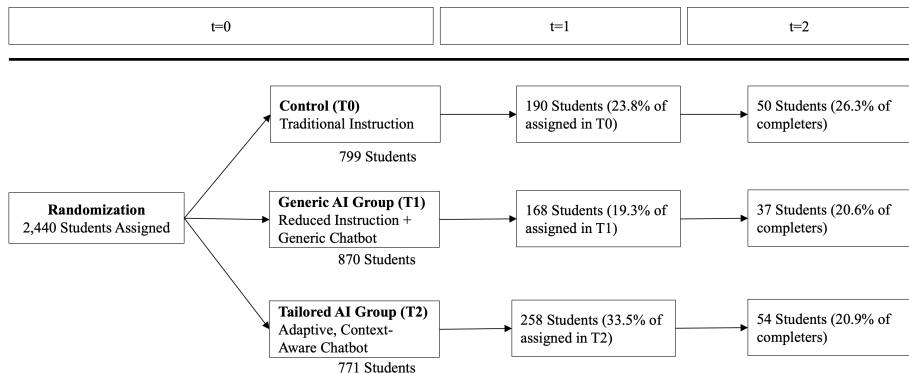 t=0
t=1
t=2
Randomization
2,440 Students Assigned
Control (T0)
Traditional Instruction
799 Students
190 Students (23.8% of
assigned in T0)
50 Students (26.3% of
completers)
Generic AI Group (T1)
Reduced Instruction +
Generic Chatbot
870 Students
168 Students (19.3% of
assigned in T1)
37 Students (20.6% of
completers)
Tailored AI Group (T2)
Adaptive, Context-
Aware Chatbot
771 Students
258 Students (33.5% of
assigned in T2)
54 Students (20.9% of
completers)